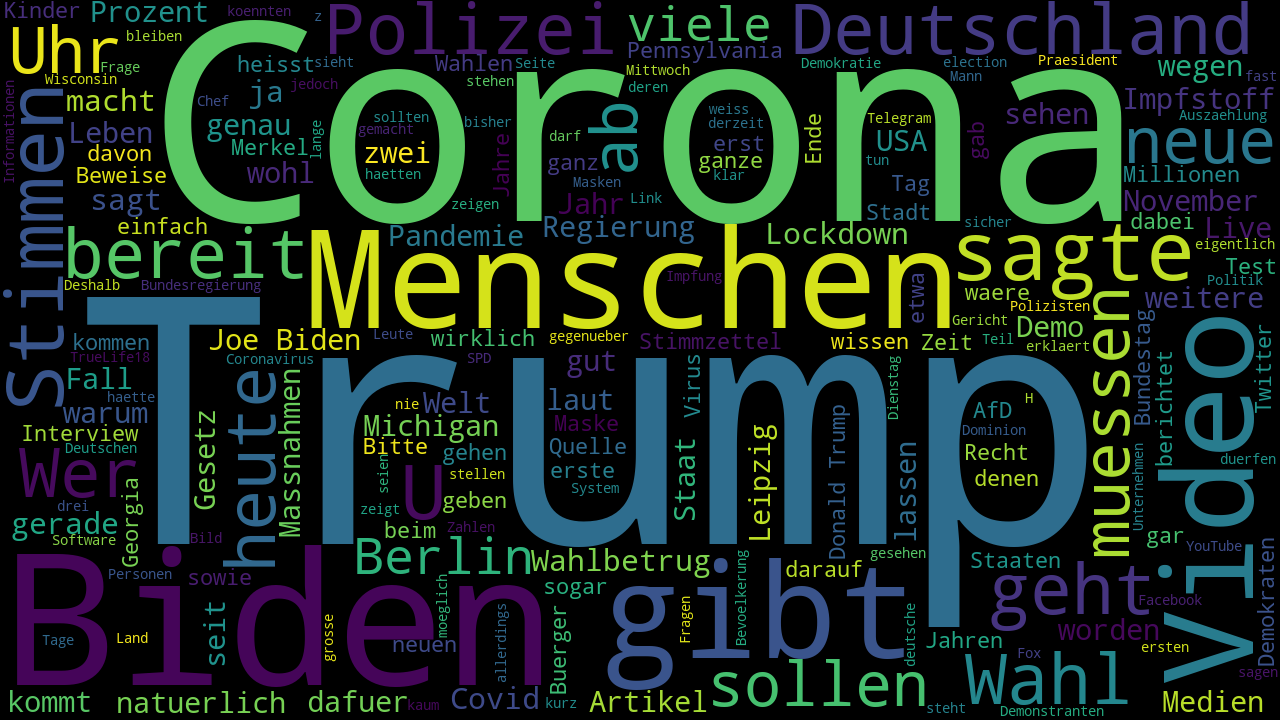 Kinder
Prozent
koennten
z
Polizei
viele
Deutschland
Uhr
bleiben
Corona
Frage
heisst
sieht
Wahlen
Seite
Pennsylvania
Demokratie
election
Praesident
wegen
Wisconsin
stehen
Mittwoch
Mann
fast
Informationen
macht
Chef
ja
jedoch
deren
Impfstoff
Stimmen
genau
sollten
gemacht
bisher
ab
weiss
derzeit
Telegram
sehen
Auszaehlung
Leben
Merkel
lange
zwei
darf
erst
Ende
USA
gab
neue
davon
wohl
haetten
Jahre
ganz
ganze
tun
Millionen
Beweise
Masken
klar
Tag
sagt
zeigen
Jahr
Link
Stadt
November
einfach
Pandemie
Regierung
Lockdown
sicher
dabei
Live
bereit
Menschen
sagte
eigentlich
Test
Deshalb
Bundesregierung
Impfung
etwa
waere
Politik
Polizisten
weitere
Trump
kommen
Joe Biden
Leute
wirklich
gegenueber
Stimmzettel
wissen
Zeit
Gericht
Teil
Demo
erklaert
muessen
Bundestag
TrueLife18
Coronavirus
SPD
gut
Virus
Dienstag
Video
Twitter
Fall
haette
heute
Massnahmen
nie
Welt
laut
H
AfD
berichtet
warum
Gesetz
Michigan
Maske
Dominion
Interview
Deutschen
Bitte
gehen
Quelle
Staat
Leipzig
Donald Trump
lassen
Recht
duerfen
Wer
seien
stellen
erste
System
denen
Unternehmen
drei
Georgia
zeigt
U
geben
gerade
Software
Bild
beim
Zahlen
gar
YouTube
Biden
Personen
sowie
Berlin
Wahlbetrug
gesehen
Staaten
Demokraten
darauf
sogar
gibt
geht
Facebook
seit
moeglich
Bevoelkerung
worden
Tage
Land
grosse
neuen
allerdings
Buerger
Fragen
deutsche
Jahren
Fox
ersten
sagen
kommt
natuerlich
dafuer
kaum
Covid
kurz
Artikel
sollen
steht
Wahl
Demonstranten
Medien